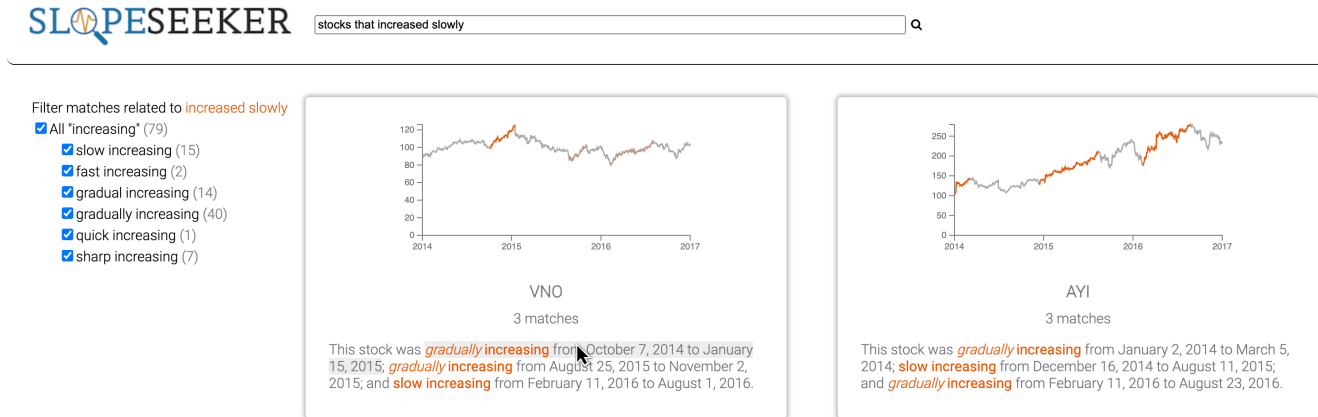 SLOPESEEKER
stocks that increased slowly
Filter matches related to increased slowly
All "increasing" (79)
slow increasing (15)
fast increasing (2)
gradual increasing (14)
gradually increasing (40)
quick increasing (1)
sharp increasing (7)
120
100
80
60
40
20
0
2014 2015 2016 2017
VNO
3 matches
This stock was gradually increasing from October 7, 2014 to January
15, 2015; gradually increasing from August 25, 2015 to November 2,
2015; and slow increasing from February 11, 2016 to August 1, 2016.
250
200
150
100
50
0
2014 2015 2016 2017
AYI
3 matches
This stock was gradually increasing from January 2, 2014 to March 5,
2014; slow increasing from December 16, 2014 to August 11, 2015;
and gradually increasing from February 11, 2016 to August 23, 2016.